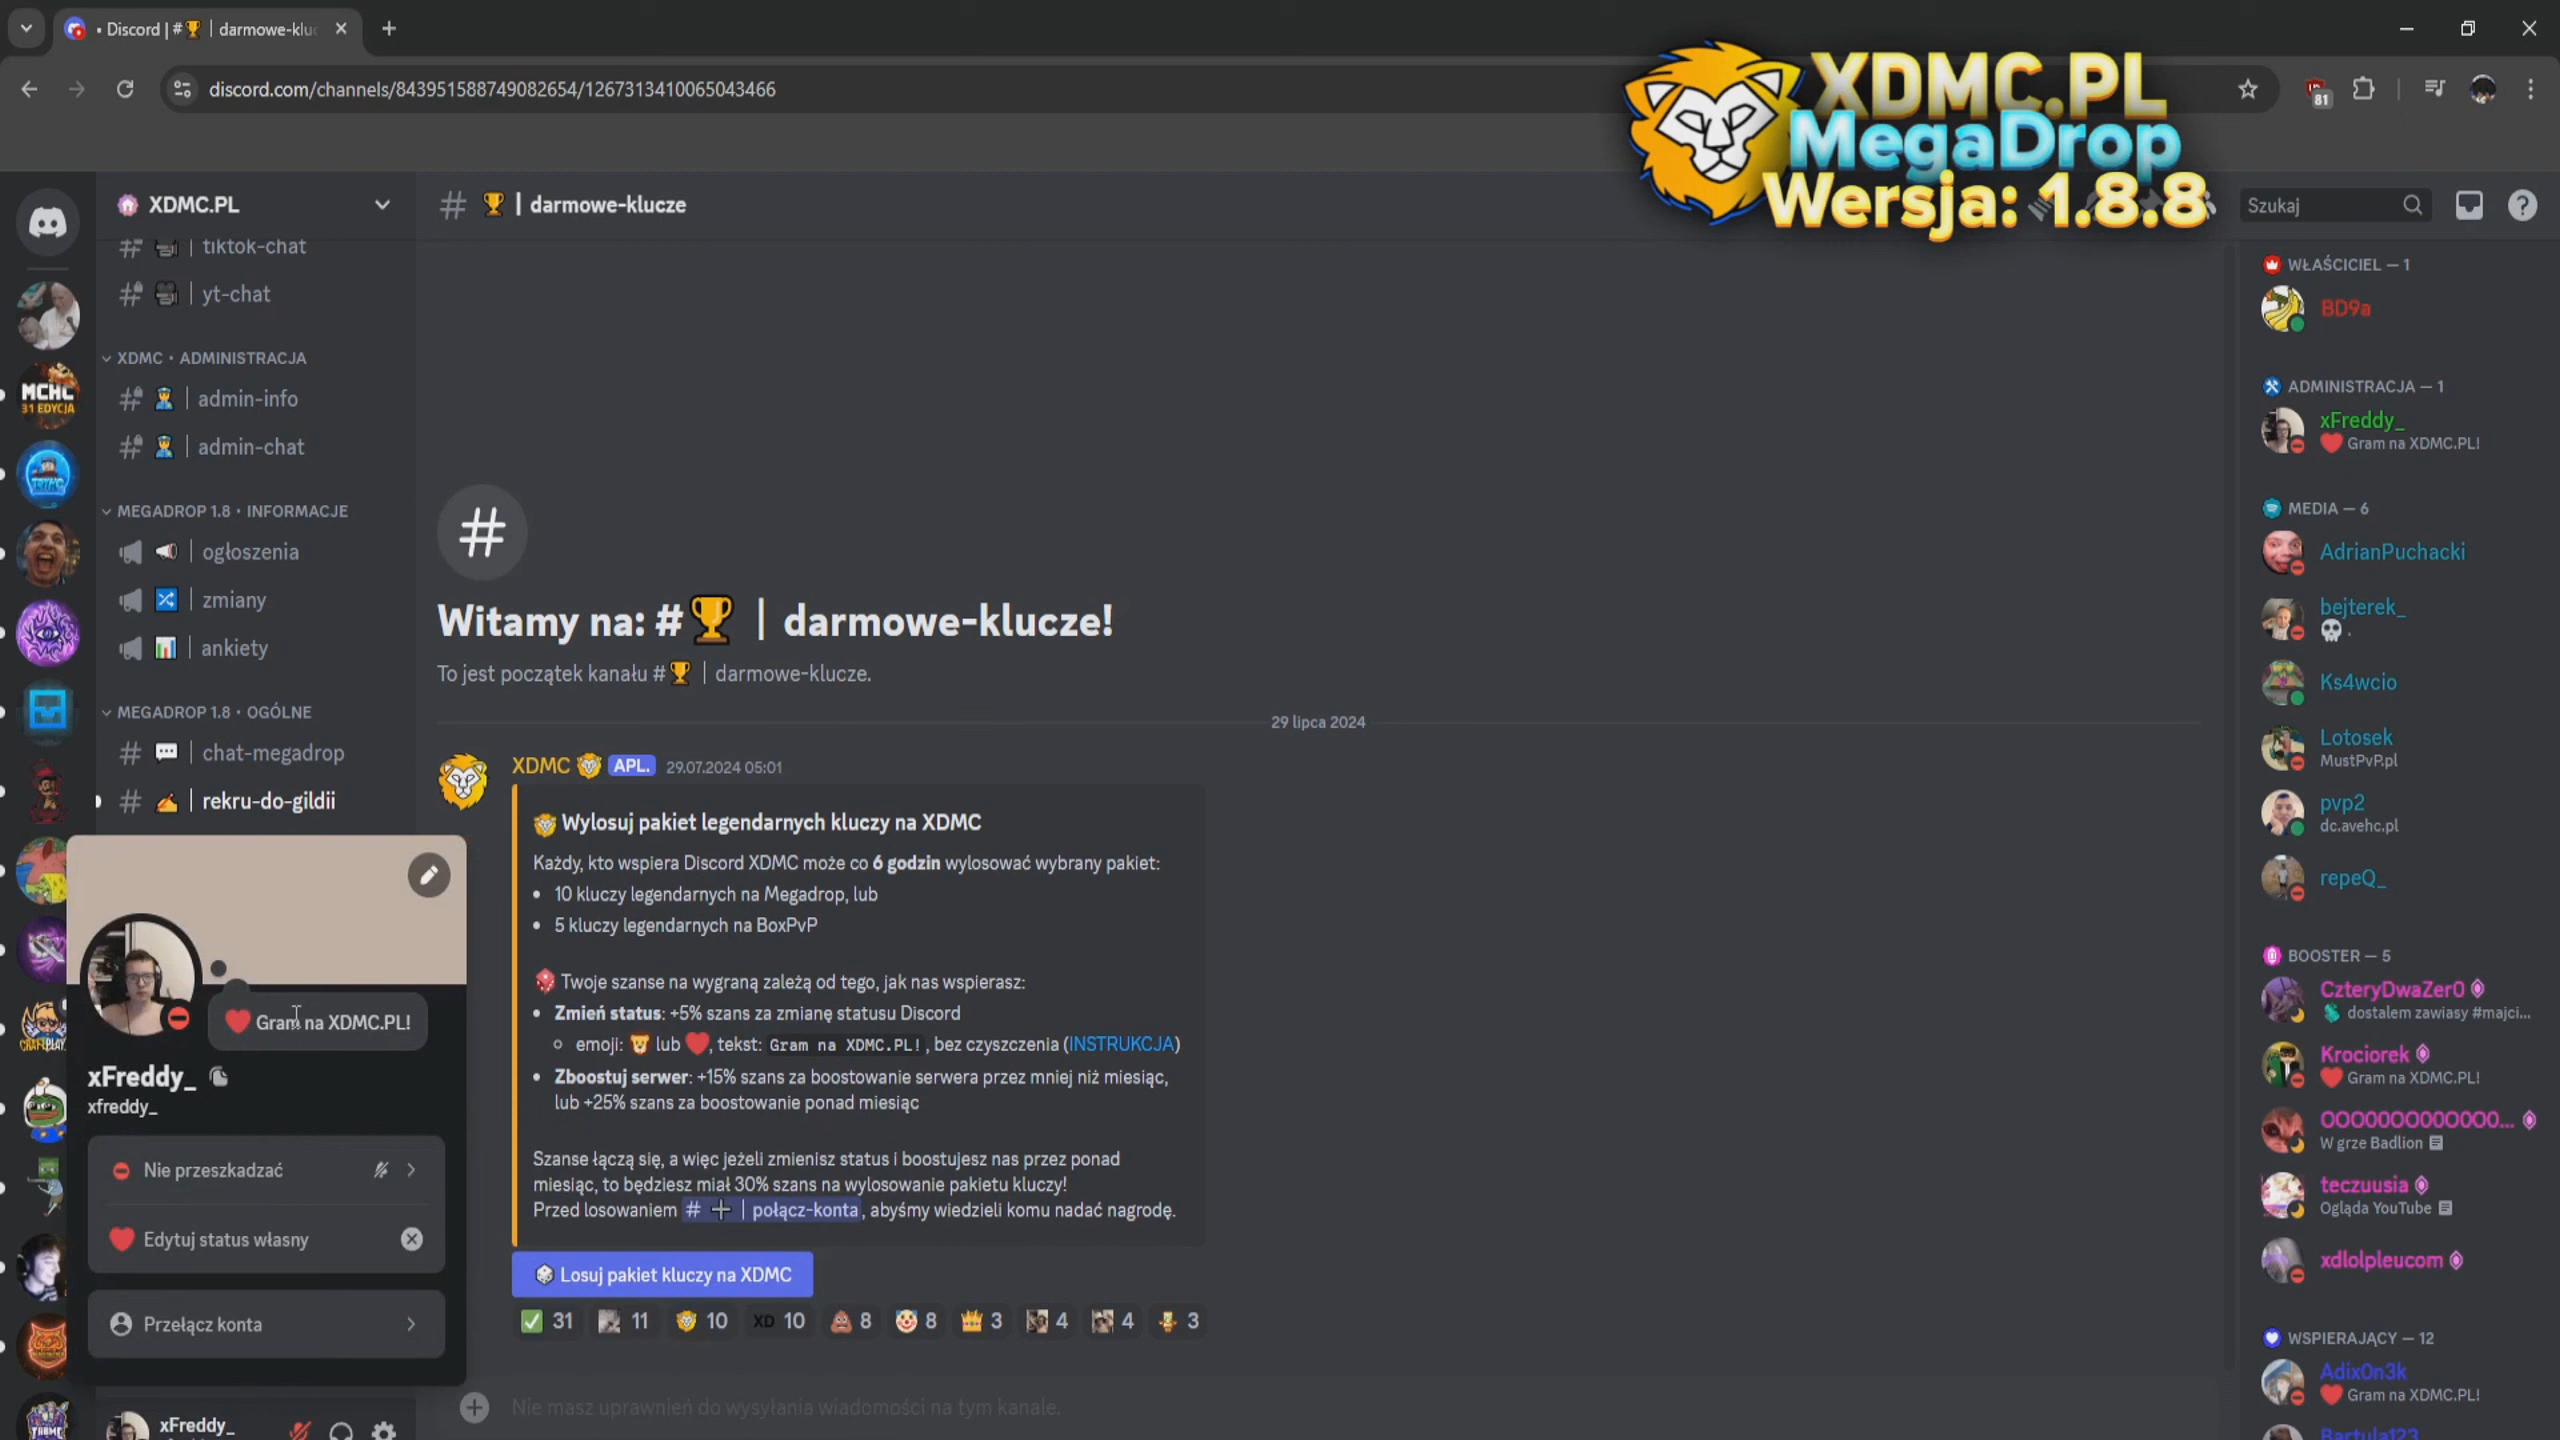 • Discord | #🏆 | darmowe-kluc
discord.com/channels/843951588749082654/1267313410065043466
81
XDMC.PL
MegaDrop
Wersja: 1.8.8
XDMC.PL
🏆 | darmowe-klucze
Szukaj
tiktok-chat
yt-chat
XDMC • ADMINISTRACJA
admin-info
admin-chat
MEGADROP 1.8 • INFORMACJE
ogłoszenia
zmiany
ankiety
MEGADROP 1.8 • OGÓLNE
chat-megadrop
rekru-do-gildii
MCHC
31 EDYCJA
CRAFTPLAY
Gram na XDMC.PL!
xFreddy_
xfreddy_
Nie przeszkadzać
Edytuj status własny
Przełącz konta
xFreddy_
Witamy na: #🏆 | darmowe-klucze!
To jest początek kanału #🏆 | darmowe-klucze.
29 lipca 2024
XDMC 🦁 APL. 29.07.2024 05:01
🦁 Wylosuj pakiet legendarnych kluczy na XDMC
Każdy, kto wspiera Discord XDMC może co 6 godzin wylosować wybrany pakiet:
• 10 kluczy legendarnych na Megadrop, lub
• 5 kluczy legendarnych na BoxPvP
Twoje szanse na wygraną zależą od tego, jak nas wspierasz:
• Zmień status: +5% szans za zmianę statusu Discord
◦ emoji: 🦁 lub ❤️, tekst: Gram na XDMC.PL!, bez czyszczenia (INSTRUKCJA)
• Zboostuj serwer: +15% szans za boostowanie serwera przez mniej niż miesiąc,
lub +25% szans za boostowanie ponad miesiąc
Szanse łączą się, a więc jeżeli zmienisz status i boostujesz nas przez ponad
miesiąc, to będziesz miał 30% szans na wylosowanie pakietu kluczy!
Przed losowaniem # ➕ | połącz-konta, abyśmy wiedzieli komu nadać nagrodę.
🎲 Losuj pakiet kluczy na XDMC
31 11 10 XD 10 8 8 3 4 4 3
Nie masz uprawnień do wysyłania wiadomości na tym kanale.
WŁAŚCICIEL — 1
BD9a
ADMINISTRACJA — 1
xFreddy_
❤️ Gram na XDMC.PL!
MEDIA — 6
AdrianPuchacki
bejterek_
💀 .
Ks4wcio
Lotosek
MustPvP.pl
pvp2
dc.avehc.pl
repeQ_
BOOSTER — 5
CzteryDwaZer0
dostalem zawiasy #majci...
Krociorek
❤️ Gram na XDMC.PL!
OOOOOOOOOOOOO...
W grze Badlion
teczuusia
Ogląda YouTube
xdlolpleucom
WSPIERAJĄCY — 12
Adix0n3k
❤️ Gram na XDMC.PL!
Bartula123